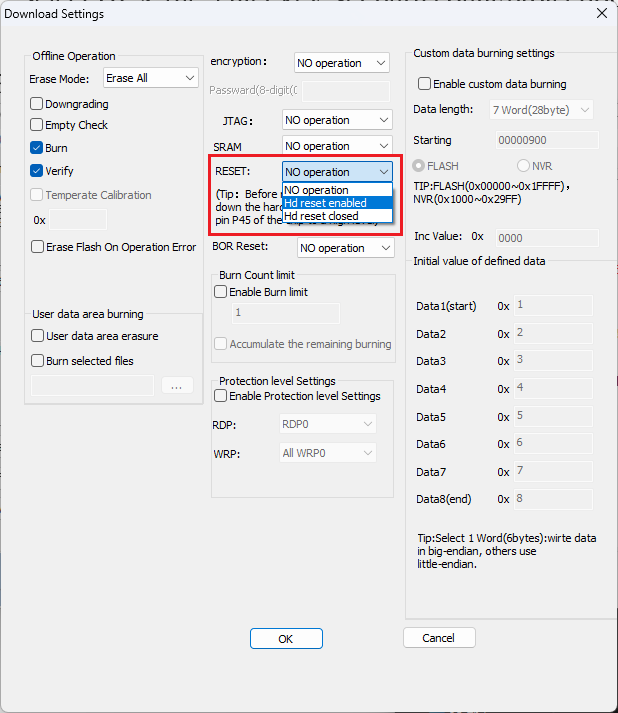 Download Settings
Offline Operation
Erase Mode: Erase All
Downgrading
Empty Check
Burn
Verify
Temperate Calibration
0x
Erase Flash On Operation Error
User data area burning
User data area erasure
Burn selected files
...
encryption: NO operation
Passward(8-digit(0
JTAG: NO operation
SRAM NO operation
RESET: NO operation
NO operation
Hd reset enabled
Hd reset closed
(Tip: Before
down the har
pin P45 of the
BOR Reset: NO operation
Burn Count limit
Enable Burn limit
1
Accumulate the remaining burning
Protection level Settings
Enable Protection level Settings
RDP: RDP0
WRP: All WRP0
Custom data burning settings
Enable custom data burning
Data length: 7 Word(28byte)
Starting 00000900
FLASH NVR
TIP:FLASH(0x00000~0x1FFFF),
NVR(0x1000~0x29FF)
Inc Value: 0x 0000
Initial value of defined data
Data1(start) 0x 1
Data2 0x 2
Data3 0x 3
Data4 0x 4
Data5 0x 5
Data6 0x 6
Data7 0x 7
Data8(end) 0x 8
Tip:Select 1 Word(6bytes):wirte data
in big-endian, others use
little-endian.
OK
Cancel